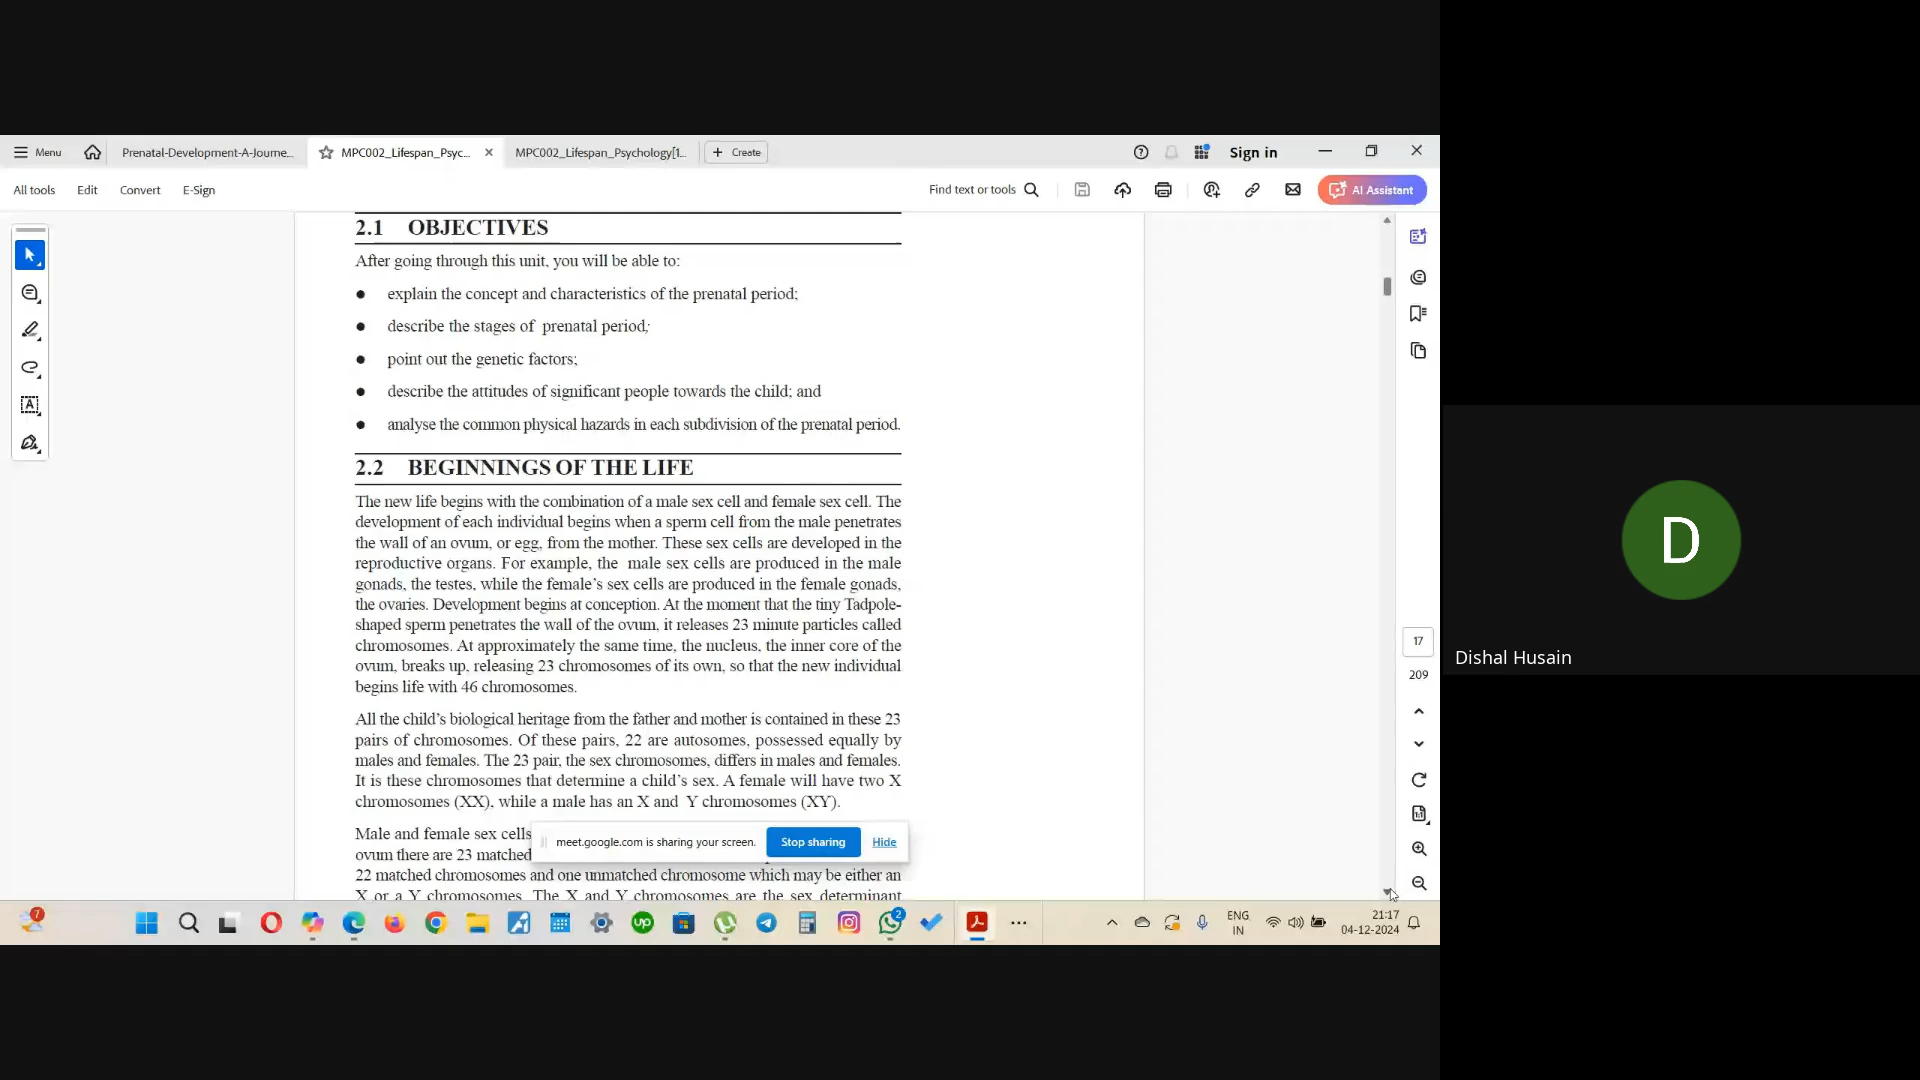 Menu
Prenatal-Development-A-Journe...
MPC002_Lifespan_Psyc...
MPC002_Lifespan_Psychology[1...
Create
Sign in
All tools
Edit
Convert
E-Sign
Find text or tools
AI Assistant
2.1 OBJECTIVES
After going through this unit, you will be able to:
● explain the concept and characteristics of the prenatal period;
● describe the stages of prenatal period;
● point out the genetic factors;
● describe the attitudes of significant people towards the child; and
● analyse the common physical hazards in each subdivision of the prenatal period.
2.2 BEGINNINGS OF THE LIFE
The new life begins with the combination of a male sex cell and female sex cell. The
development of each individual begins when a sperm cell from the male penetrates
the wall of an ovum, or egg, from the mother. These sex cells are developed in the
reproductive organs. For example, the male sex cells are produced in the male
gonads, the testes, while the female's sex cells are produced in the female gonads,
the ovaries. Development begins at conception. At the moment that the tiny Tadpole-
shaped sperm penetrates the wall of the ovum, it releases 23 minute particles called
chromosomes. At approximately the same time, the nucleus, the inner core of the
ovum, breaks up, releasing 23 chromosomes of its own, so that the new individual
begins life with 46 chromosomes.
All the child's biological heritage from the father and mother is contained in these 23
pairs of chromosomes. Of these pairs, 22 are autosomes, possessed equally by
males and females. The 23 pair, the sex chromosomes, differs in males and females.
It is these chromosomes that determine a child's sex. A female will have two X
chromosomes (XX), while a male has an X and Y chromosomes (XY).
Male and female sex cells
ovum there are 23 matched
22 matched chromosomes and one unmatched chromosome which may be either an
X or a Y chromosomes. The X and Y chromosomes are the sex determinant
meet.google.com is sharing your screen.
Stop sharing
Hide
17
209
D
Dishal Husain
7
up
2
ENG
IN
21:17
04-12-2024